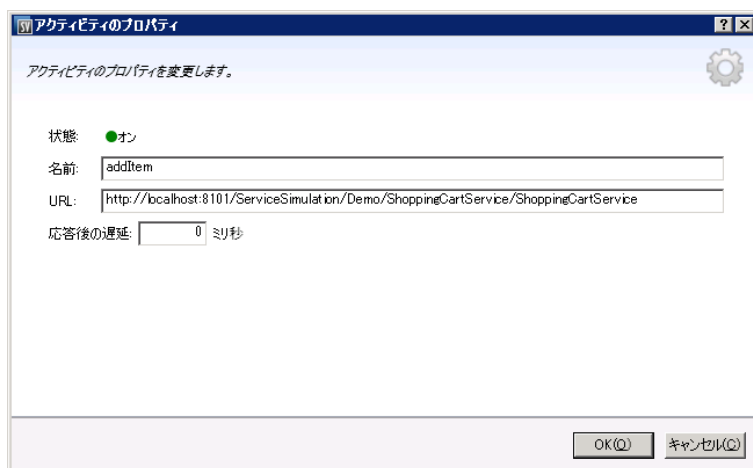 SV アクティビティのプロパティ
アクティビティのプロパティを変更します。
状態: オン
名前: addItem
URL: http://localhost:8101/ServiceSimulation/Demo/ShoppingCartService/ShoppingCartService
応答後の遅延: 0 ミリ秒
OK(O) キャンセル(C)